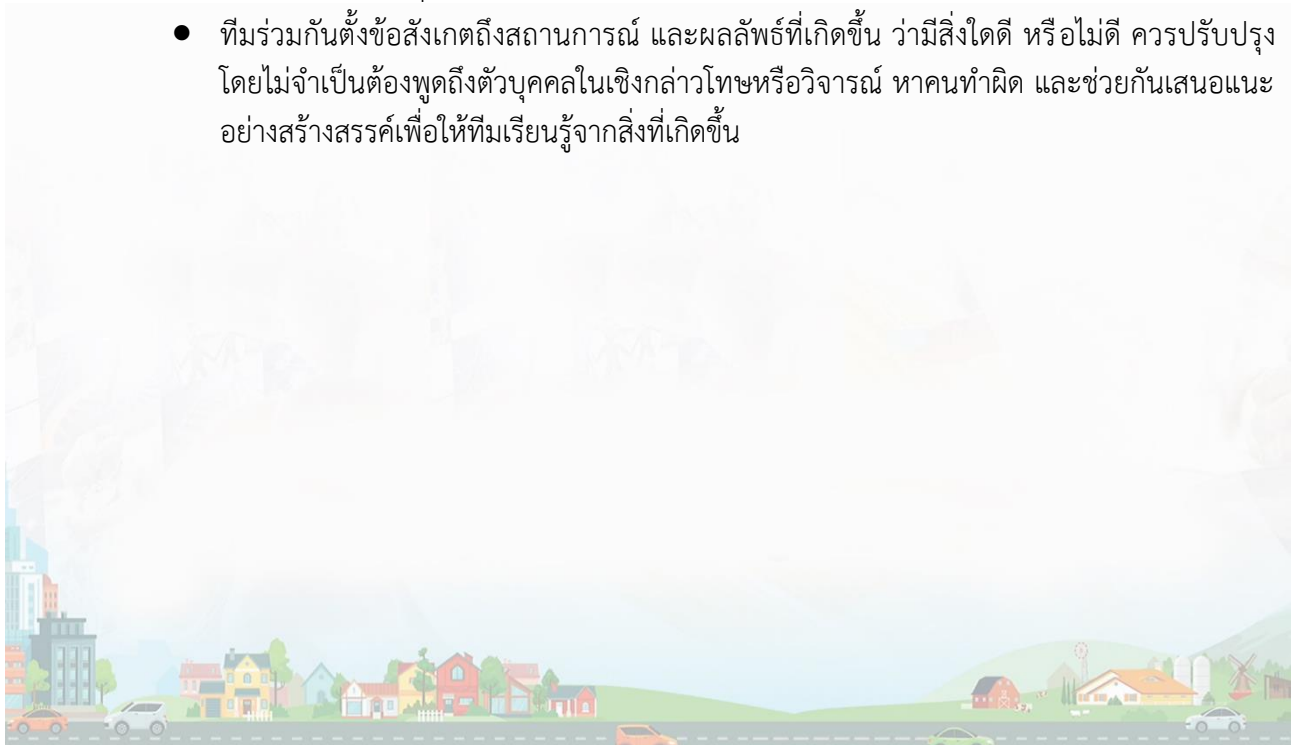 ● ทีมร่วมกันตั้งข้อสังเกตถึงสถานการณ์ และผลลัพธ์ที่เกิดขึ้น ว่ามีสิ่งใดดี หรือไม่ดี ควรปรับปรุง
โดยไม่จำเป็นต้องพูดถึงตัวบุคคลในเชิงกล่าวโทษหรือวิจารณ์ หาคนทำผิด และช่วยกันเสนอแนะ
อย่างสร้างสรรค์เพื่อให้ทีมเรียนรู้จากสิ่งที่เกิดขึ้น